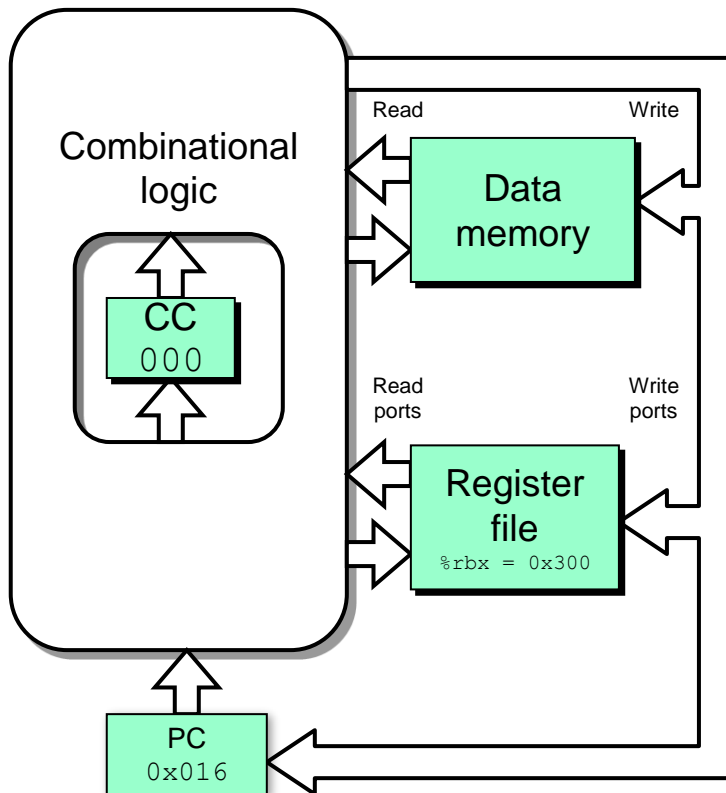 Combinational
logic
CC
000
Read
Write
Data
memory
Read
ports
Write
ports
Register
file
%rbx = 0x300
PC
0x016